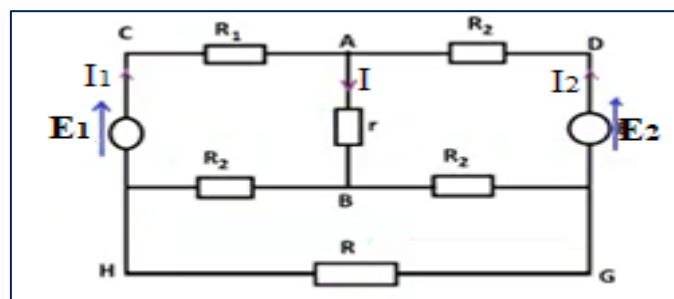 C R₁ A R₂ D
I1 I I2
E1 r E2
R₂ R₂
B
H R G